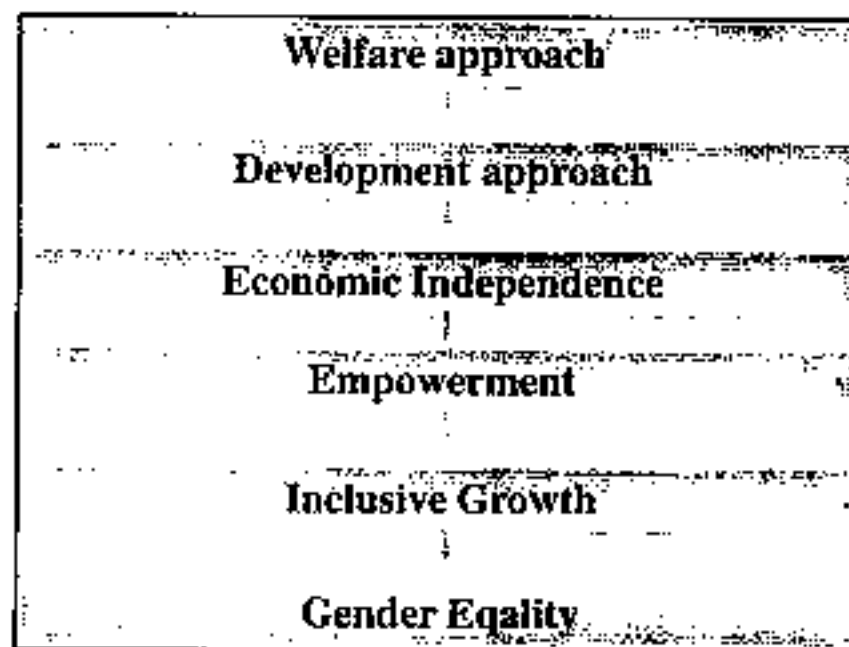 Welfare approach
Development approach
Economic Independence
Empowerment
Inclusive Growth
Gender Eqality